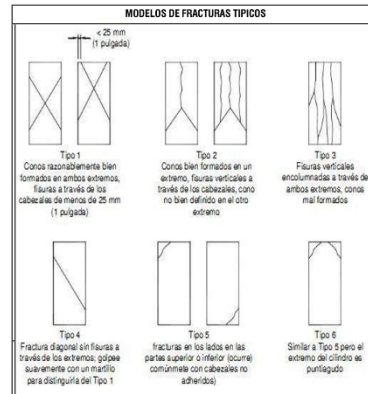 MODELOS DE FRACTURAS TIPICOS
< 25 mm
(1 pulgada)
Tipo 1
Conos razonablemente bien
formados en ambos extremos,
fisuras a través de los
cabezales de menos de 25 mm
(1 pulgada)
Tipo 2
Conos bien formados en un
extremo, fisuras verticales a
través de los cabezales, cono
no bien definido en el otro
extremo
Tipo 3
Fisuras verticales
encolumnadas a través de
ambos extremos, conos
mal formados
Tipo 4
Fractura diagonal sin fisuras a
través de los extremos; golpee
suavemente con un martillo
para distinguirla del Tipo 1
Tipo 5
fracturas en los lados en las
partes superior o inferior (ocurre)
comúnmete con cabezales no
adheridos)
Tipo 6
Similar a Tipo 5 pero el
extremo del cilindro es
puntiagudo